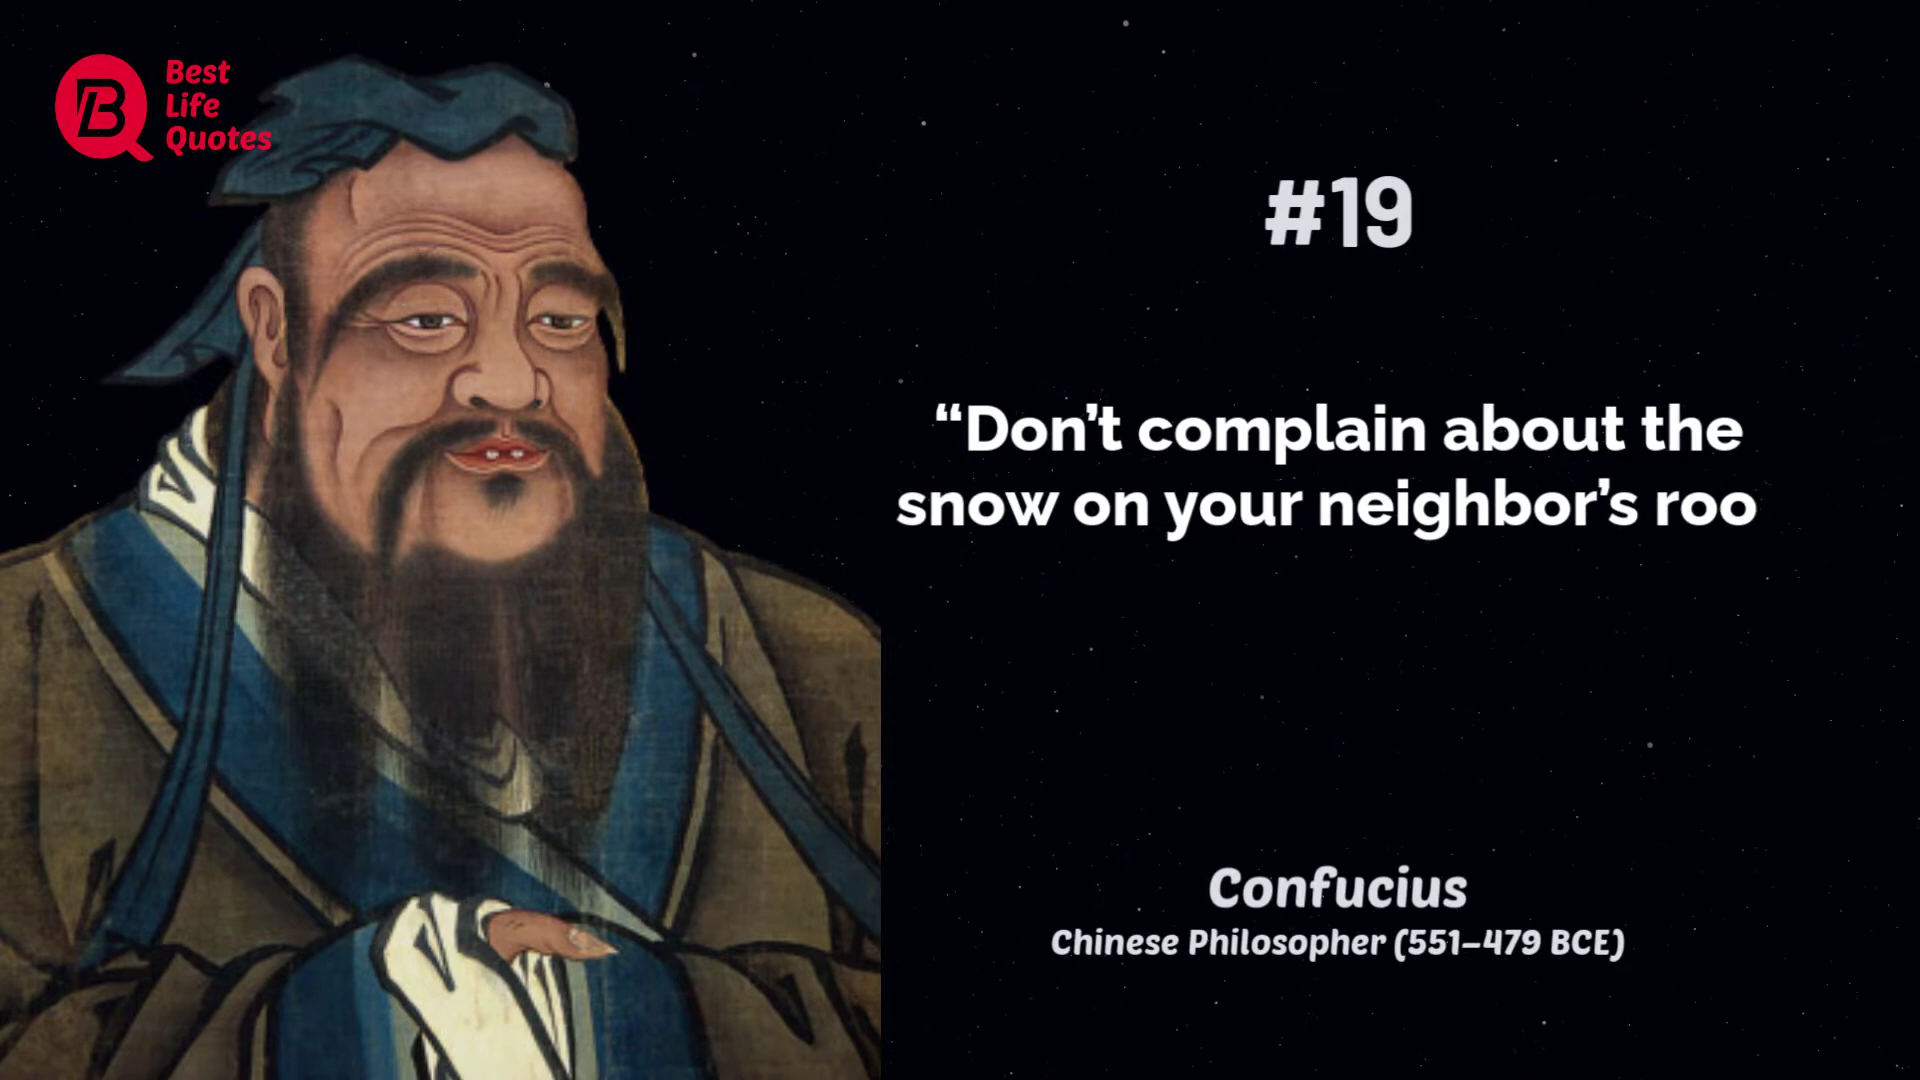 Best
Life
Quotes
#19
“Don’t complain about the
snow on your neighbor’s roo
Confucius
Chinese Philosopher (551–479 BCE)